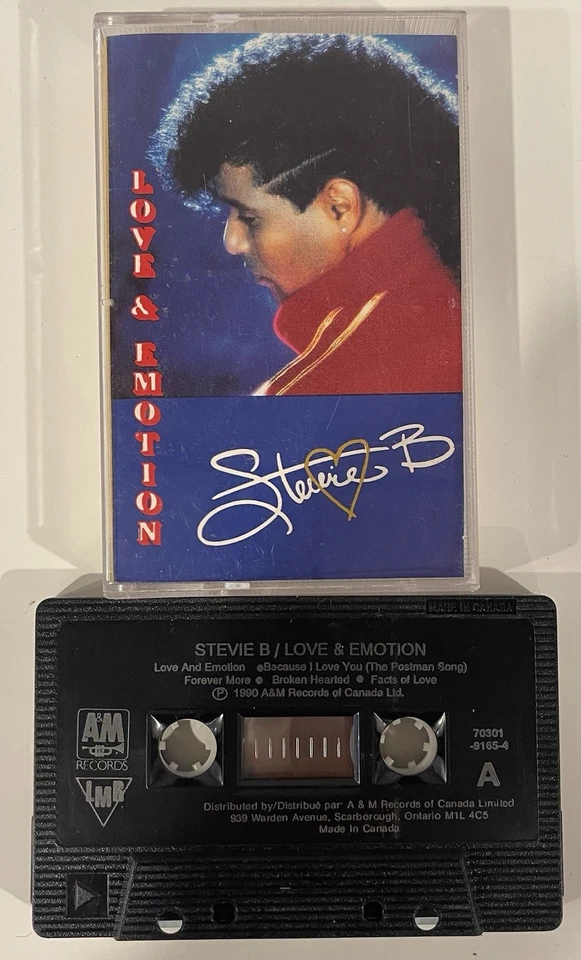 LOVE & EMOTION
Stevie B
MADE IN CANADA
STEVIE B / LOVE & EMOTION
Love And Emotion ●Bacause I Love You (The Postman Song)
Forever More ● Broken Hearted ● Facts of Love
Ⓟ 1990 A&M Records of Canada Ltd.
A&M
RECORDS
LMR
70301
-9165-4
A
Distributed by/Distribué par A & M Records of Canada Limited
939 Warden Avenue, Scarborough, Ontario M1L 4C5
Made In Canada